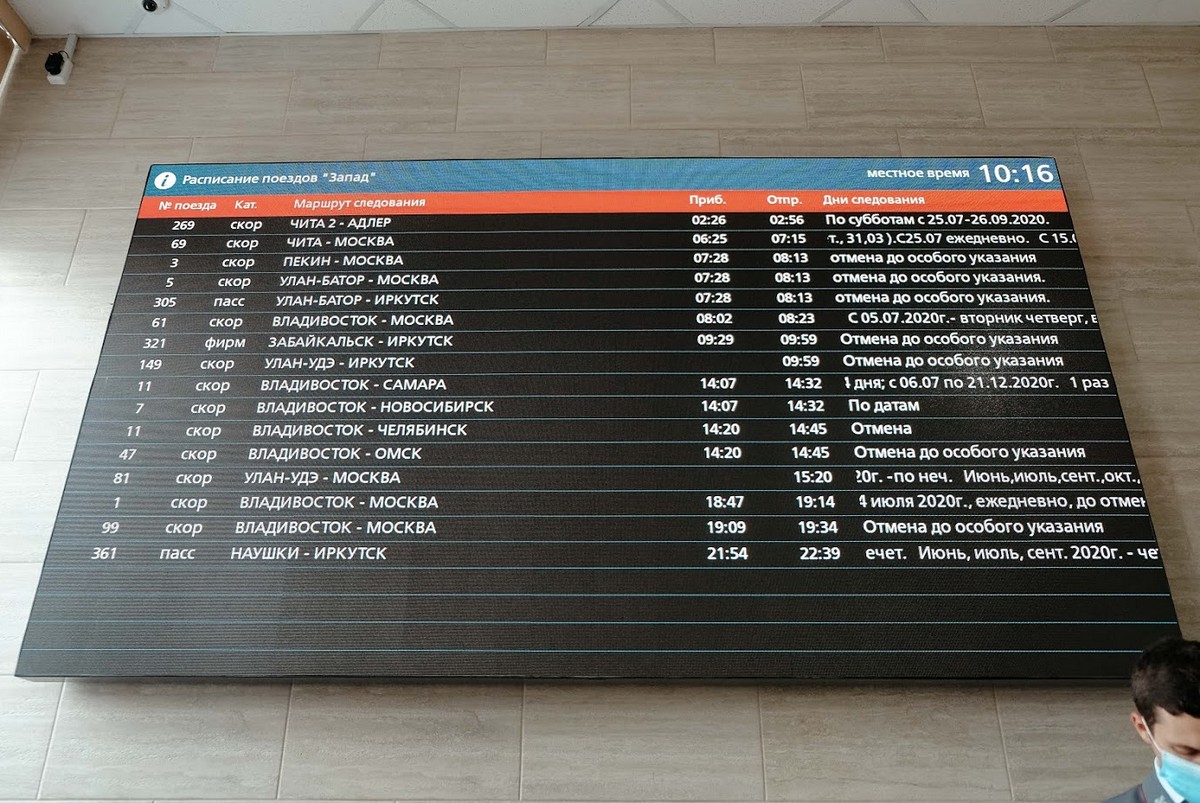 i Расписание поездов "Запад" местное время 10:16
№ поезда Кат. Маршрут следования Приб. Отпр. Дни следования
269 скор ЧИТА 2 - АДЛЕР 02:26 02:56 По субботам с 25.07-26.09.2020.
69 скор ЧИТА - МОСКВА 06:25 07:15 т., 31,03 ).С25.07 ежедневно. С 15.
3 скор ПЕКИН - МОСКВА 07:28 08:13 отмена до особого указания
5 скор УЛАН-БАТОР - МОСКВА 07:28 08:13 отмена до особого указания.
305 пасс УЛАН-БАТОР - ИРКУТСК 07:28 08:13 отмена до особого указания.
61 скор ВЛАДИВОСТОК - МОСКВА 08:02 08:23 С 05.07.2020г.- вторник четверг,
321 фирм ЗАБАЙКАЛЬСК - ИРКУТСК 09:29 09:59 Отмена до особого указания
149 скор УЛАН-УДЭ - ИРКУТСК 09:59 Отмена до особого указания
11 скор ВЛАДИВОСТОК - САМАРА 14:07 14:32 дня; с 06.07 по 21.12.2020г. 1 раз
7 скор ВЛАДИВОСТОК - НОВОСИБИРСК 14:07 14:32 По датам
11 скор ВЛАДИВОСТОК - ЧЕЛЯБИНСК 14:20 14:45 Отмена
47 скор ВЛАДИВОСТОК - ОМСК 14:20 14:45 Отмена до особого указания
81 скор УЛАН-УДЭ - МОСКВА 15:20 20г. -по неч. Июнь,июль,сент.,окт.,
1 скор ВЛАДИВОСТОК - МОСКВА 18:47 19:14 4 июля 2020г., ежедневно, до отмен
99 скор ВЛАДИВОСТОК - МОСКВА 19:09 19:34 Отмена до особого указания
361 пасс НАУШКИ - ИРКУТСК 21:54 22:39 ечет. Июнь, июль, сент. 2020г. - че